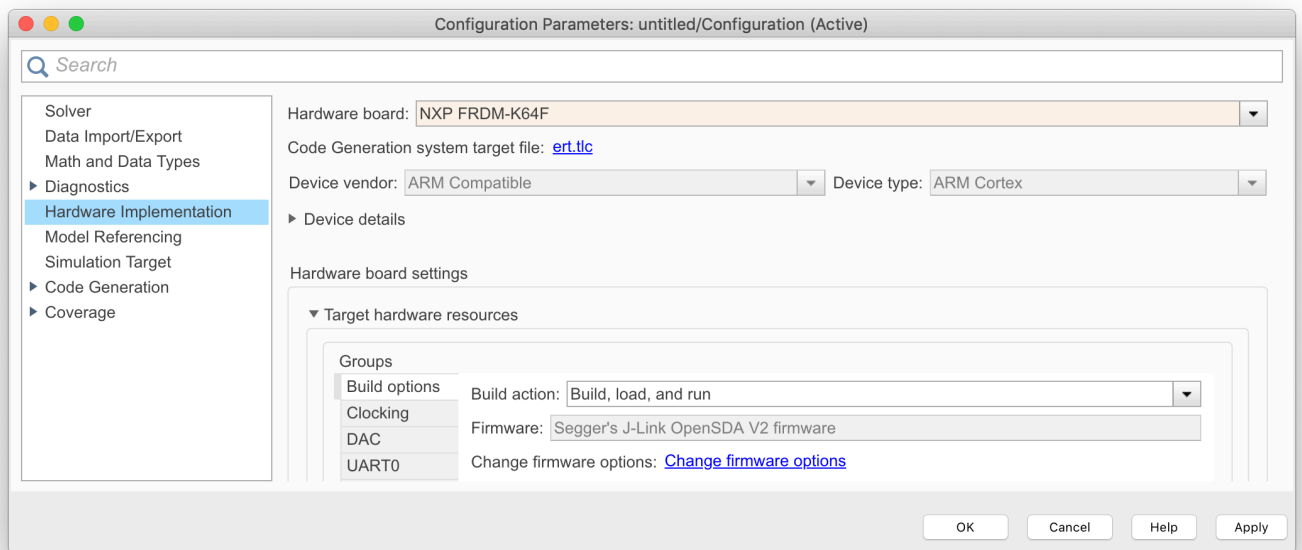 Configuration Parameters: untitled/Configuration (Active)
Search
Solver
Data Import/Export
Math and Data Types
Diagnostics
Hardware Implementation
Model Referencing
Simulation Target
Code Generation
Coverage
Hardware board: NXP FRDM-K64F
Code Generation system target file: ert.tlc
Device vendor: ARM Compatible Device type: ARM Cortex
Device details
Hardware board settings
Target hardware resources
Groups
Build options
Clocking
DAC
UART0
Build action: Build, load, and run
Firmware: Segger's J-Link OpenSDA V2 firmware
Change firmware options: Change firmware options
OK Cancel Help Apply